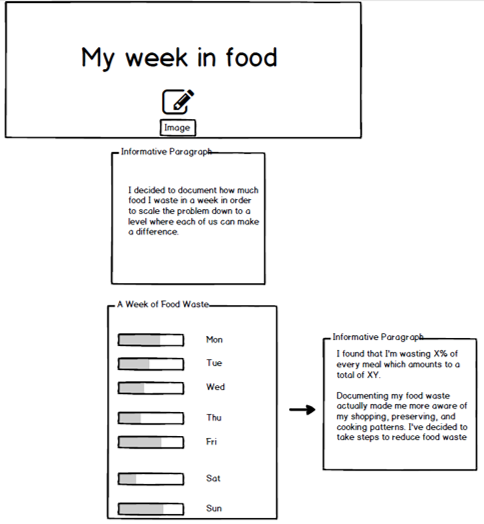 My week in food
Image
Informative Paragraph
I decided to document how much
food I waste in a week in order
to scale the problem down to a
level where each of us can make
a difference.
A Week of Food Waste
Mon
Tue
Wed
Thu
Fri
Sat
Sun
Informative Paragraph
I found that I'm wasting X% of
every meal which amounts to a
total of XY.
Documenting my food waste
actually made me more aware of
my shopping, preserving, and
cooking patterns. I've decided to
take steps to reduce food waste